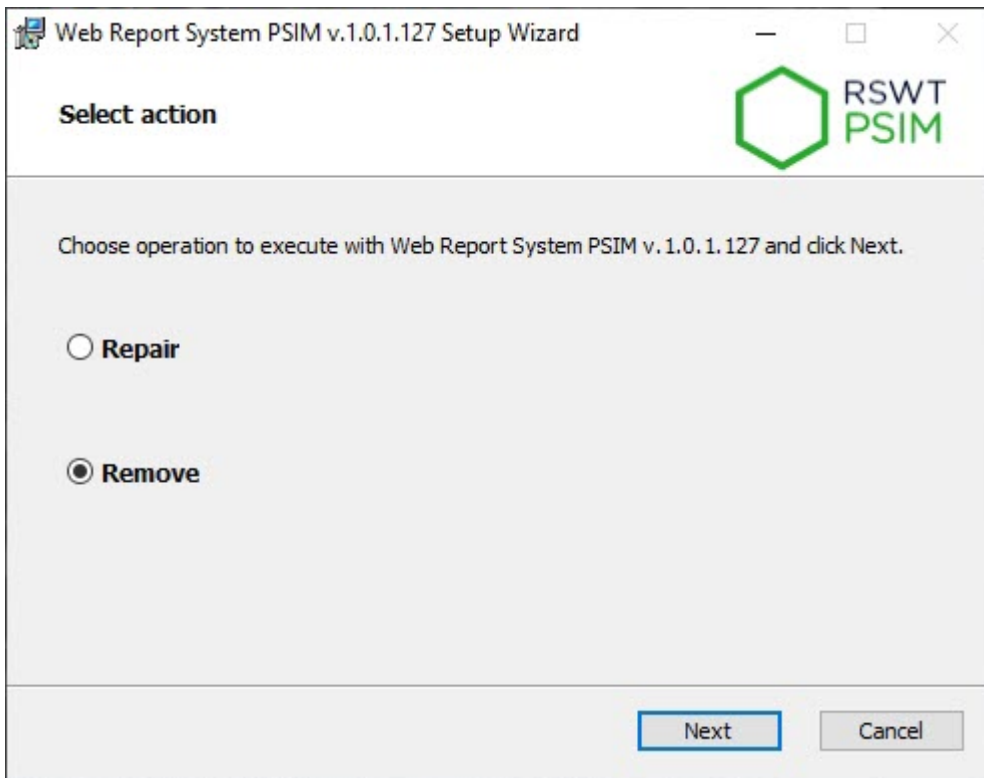 Web Report System PSIM v.1.0.1.127 Setup Wizard
Select action
RSWT
PSIM
Choose operation to execute with Web Report System PSIM v.1.0.1.127 and click Next.
Repair
Remove
Next
Cancel